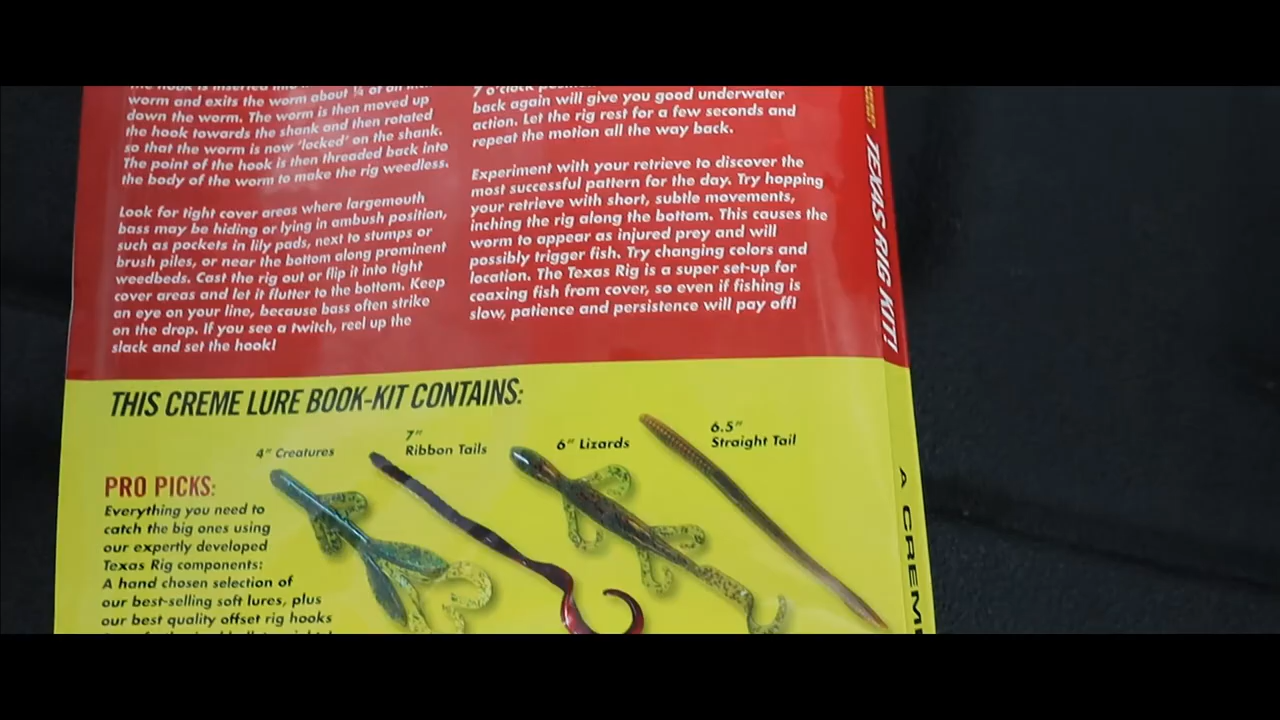 the hook is inserted into
worm and exits the worm about ¼ of an
down the worm. The worm is then moved up
the hook towards the shank and then rotated
so that the worm is now 'locked' on the shank.
The point of the hook is then threaded back into
the body of the worm to make the rig weedless.
Look for tight cover areas where largemouth
bass may be hiding or lying in ambush position,
such as pockets in lily pads, next to stumps or
brush piles, or near the bottom along prominent
weedbeds. Cast the rig out or flip it into tight
cover areas and let it flutter to the bottom. Keep
an eye on your line, because bass often strike
on the drop. If you see a twitch, reel up the
slack and set the hook!
7 o'clock
back again will give you good underwater
action. Let the rig rest for a few seconds and
repeat the motion all the way back.
Experiment with your retrieve to discover the
most successful pattern for the day. Try hopping
your retrieve with short, subtle movements,
inching the rig along the bottom. This causes the
worm to appear as injured prey and will
possibly trigger fish. Try changing colors and
location. The Texas Rig is a super set-up for
coaxing fish from cover, so even if fishing is
slow, patience and persistence will pay off!
TEXAS RIG KIT!
THIS CREME LURE BOOK-KIT CONTAINS:
4" Creatures
7"
Ribbon Tails
6" Lizards
6.5"
Straight Tail
PRO PICKS:
Everything you need to
catch the big ones using
our expertly developed
Texas Rig components:
A hand chosen selection of
our best-selling soft lures, plus
our best quality offset rig hooks
A CREME